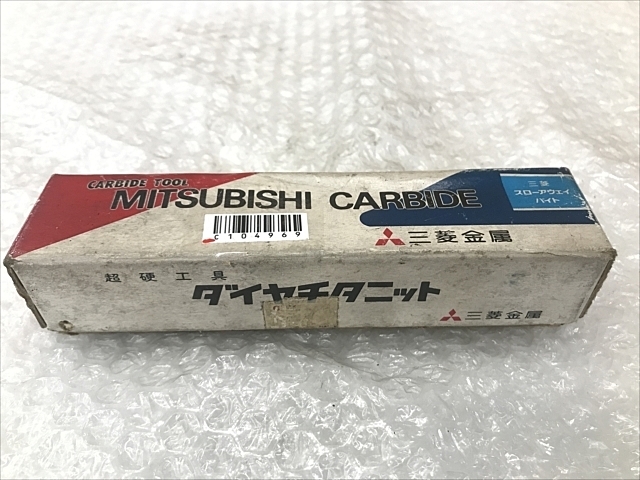 CARBIDE TOOL
MITSUBISHI CARBIDE
三菱
スローアウェイ
バイト
C104969
三菱金属
超硬工具
ダイヤチタニット
三菱金属